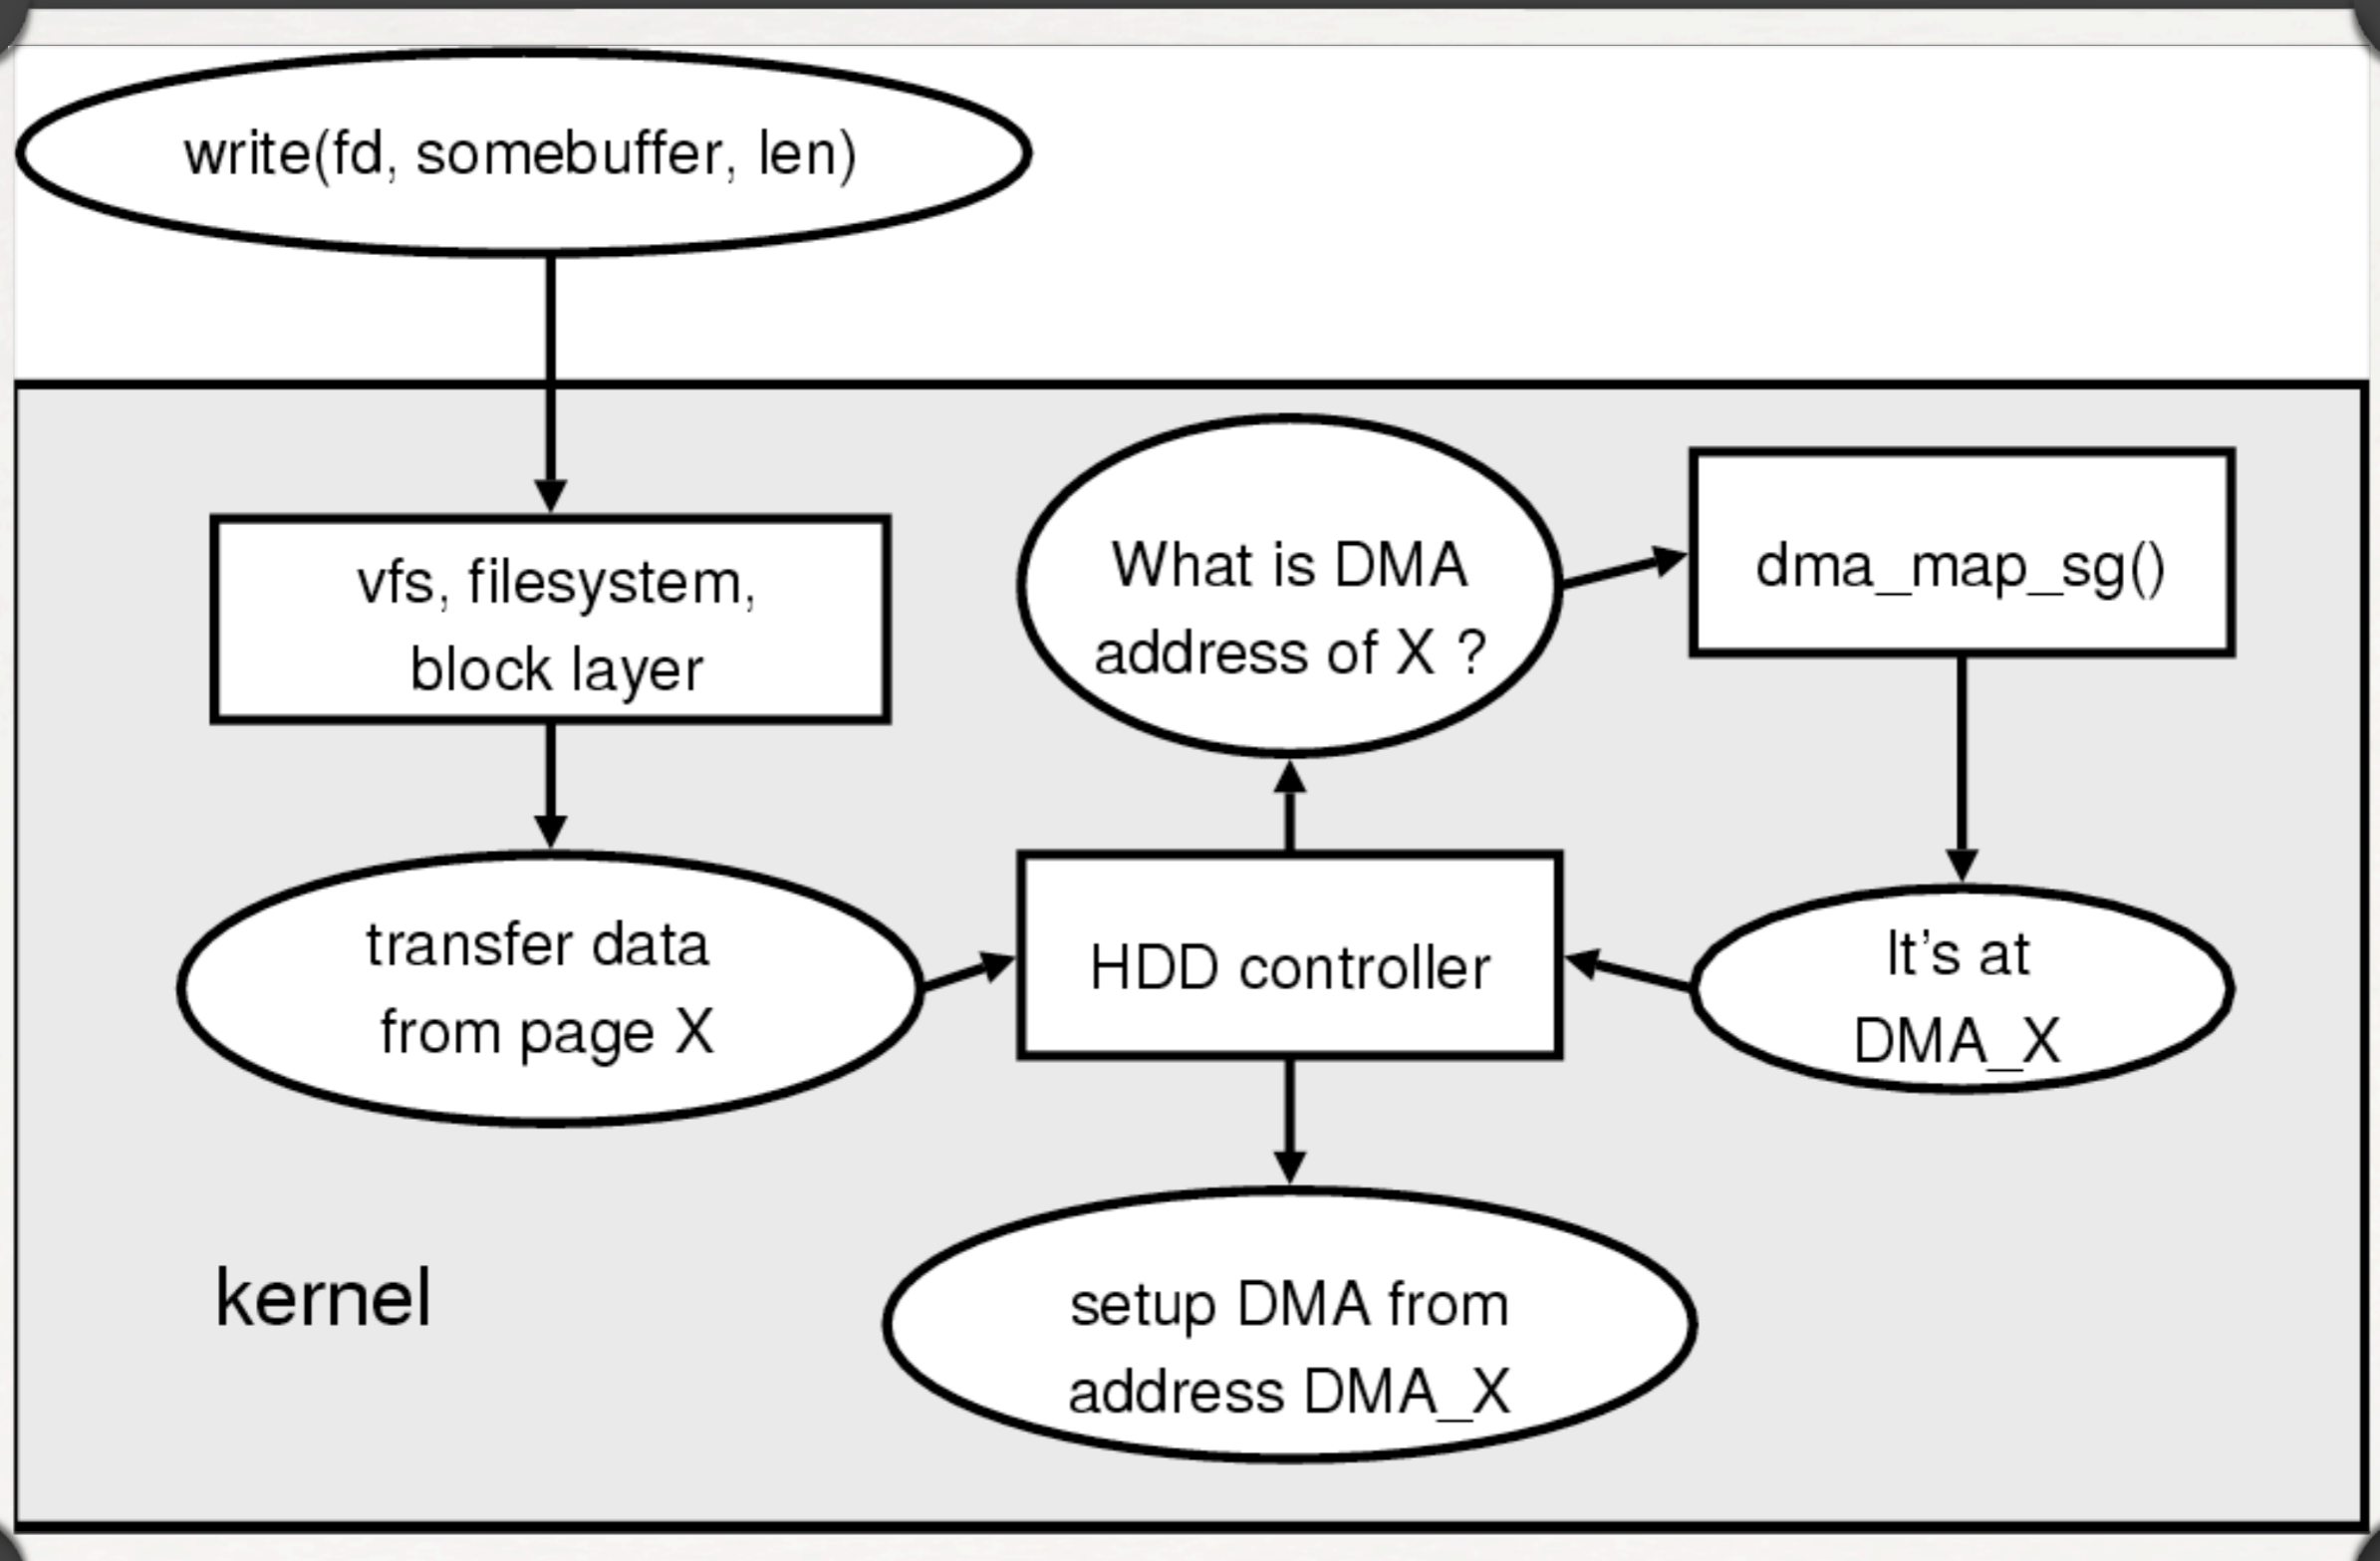 write(fd, somebuffer, len)
vfs, filesystem,
block layer
transfer data
from page X
What is DMA
address of X ?
dma_map_sg()
HDD controller
It’s at
DMA_X
setup DMA from
address DMA_X
kernel